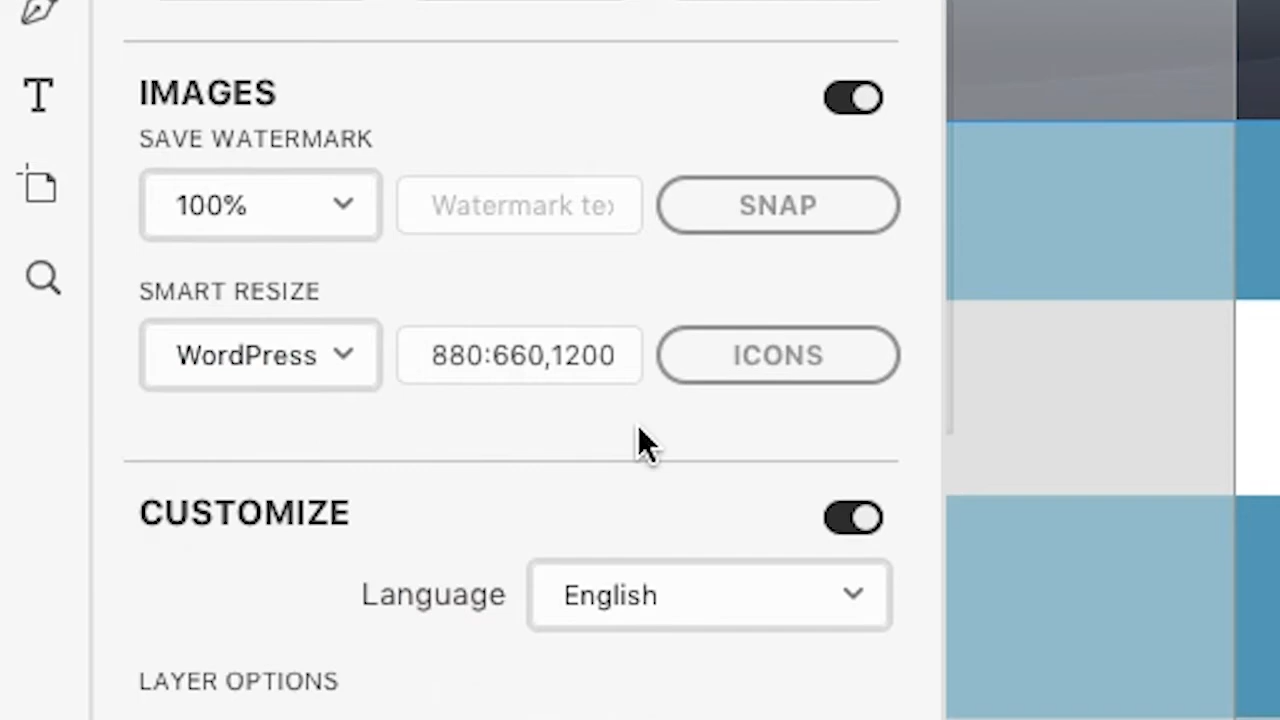 IMAGES
SAVE WATERMARK
100%
Watermark te
SNAP
SMART RESIZE
WordPress
880:660,1200
ICONS
CUSTOMIZE
Language
English
LAYER OPTIONS